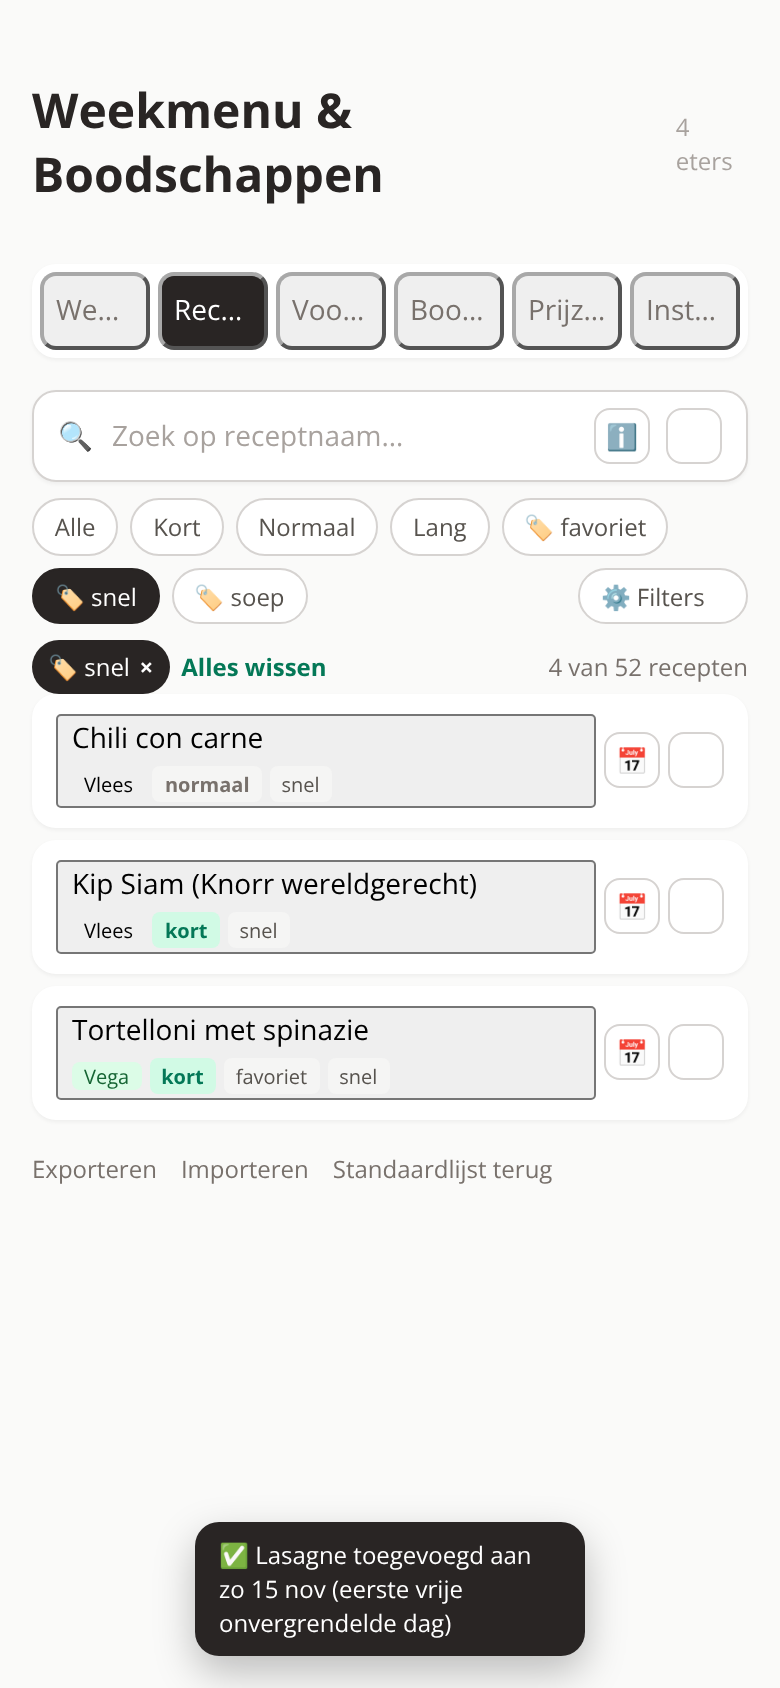 Weekmenu &
Boodschappen
4
eters
We...
Rec...
Voo...
Boo...
Prijz...
Inst...
🔍 Zoek op receptnaam... ℹ️
Alle
Kort
Normaal
Lang
🏷️ favoriet
🏷️ snel
🏷️ soep
⚙️ Filters
🏷️ snel ×
Alles wissen
4 van 52 recepten
Chili con carne
Vlees normaal snel
📅
Kip Siam (Knorr wereldgerecht)
Vlees kort snel
📅
Tortelloni met spinazie
Vega kort favoriet snel
📅
Exporteren Importeren Standaardlijst terug
✅ Lasagne toegevoegd aan
zo 15 nov (eerste vrije
onvergrendelde dag)